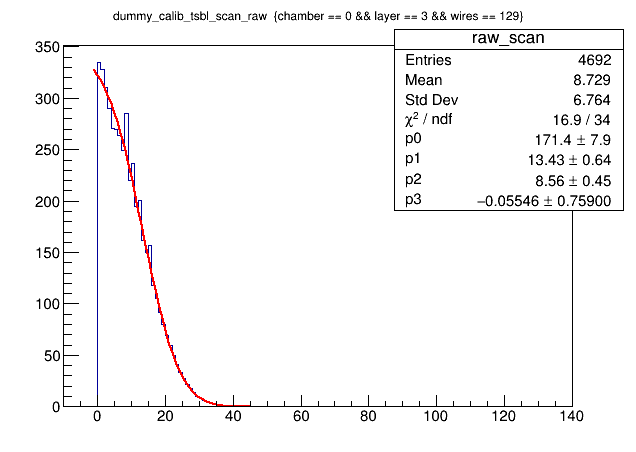 dummy_calib_tsbl_scan_raw {chamber == 0 && layer == 3 && wires == 129}
raw_scan
Entries 4692
Mean 8.729
Std Dev 6.764
χ² / ndf 16.9 / 34
p0 171.4 ± 7.9
p1 13.43 ± 0.64
p2 8.56 ± 0.45
p3 −0.05546 ± 0.75900
350
300
250
200
150
100
50
0
0 20 40 60 80 100 120 140